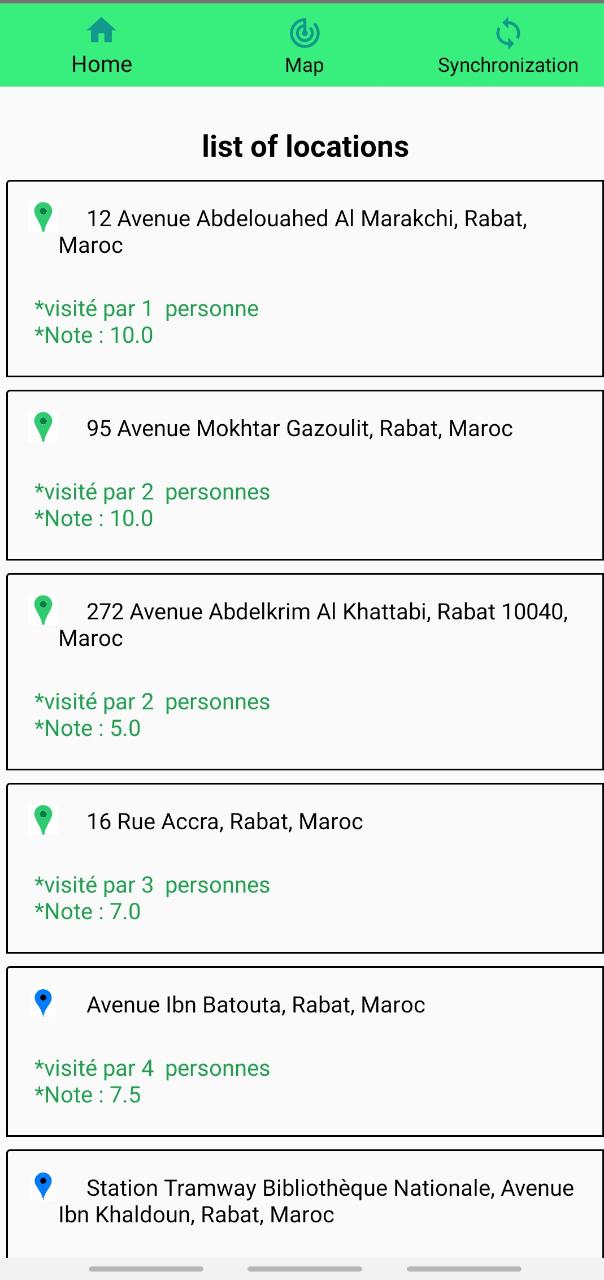 Home
Map
Synchronization
list of locations
12 Avenue Abdelouahed Al Marakchi, Rabat,
Maroc
*visité par 1 personne
*Note : 10.0
95 Avenue Mokhtar Gazoulit, Rabat, Maroc
*visité par 2 personnes
*Note : 10.0
272 Avenue Abdelkrim Al Khattabi, Rabat 10040,
Maroc
*visité par 2 personnes
*Note : 5.0
16 Rue Accra, Rabat, Maroc
*visité par 3 personnes
*Note : 7.0
Avenue Ibn Batouta, Rabat, Maroc
*visité par 4 personnes
*Note : 7.5
Station Tramway Bibliothèque Nationale, Avenue
Ibn Khaldoun, Rabat, Maroc